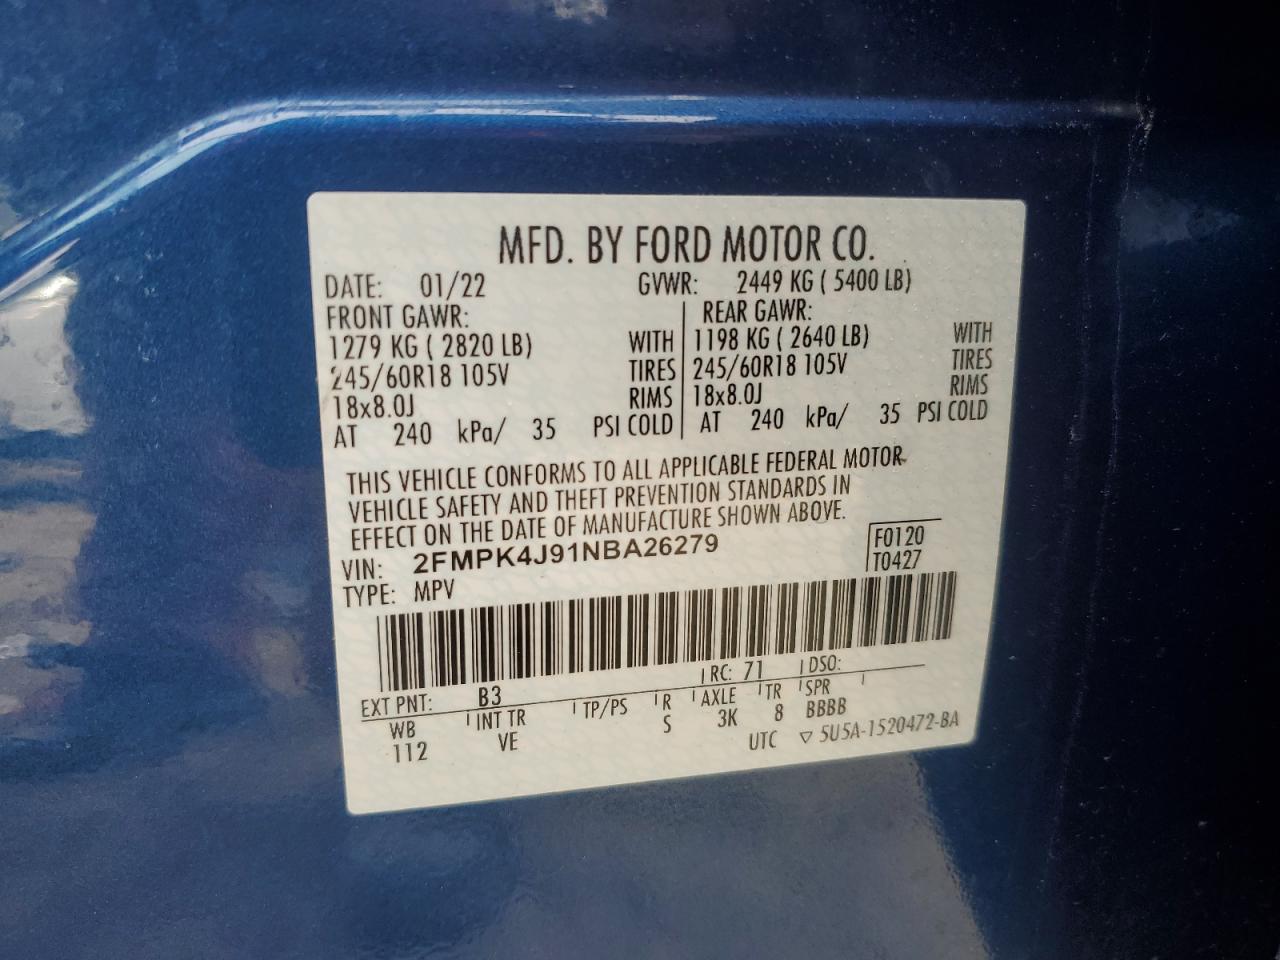 MFD. BY FORD MOTOR CO.
DATE: 01/22 GVWR: 2449 KG ( 5400 LB)
FRONT GAWR: REAR GAWR:
1279 KG ( 2820 LB) WITH 1198 KG ( 2640 LB) WITH
245/60R18 105V TIRES 245/60R18 105V TIRES
18x8.0J RIMS 18x8.0J RIMS
AT 240 kPa/ 35 PSI COLD AT 240 kPa/ 35 PSI COLD
THIS VEHICLE CONFORMS TO ALL APPLICABLE FEDERAL MOTOR
VEHICLE SAFETY AND THEFT PREVENTION STANDARDS IN
EFFECT ON THE DATE OF MANUFACTURE SHOWN ABOVE.
VIN: 2FMPK4J91NBA26279 F0120
TYPE: MPV T0427
EXT PNT: B3 RC: 71 DSO:
WB INT TR TP/PS R AXLE TR SPR
112 VE S 3K 8 BBBB
UTC ▽ 5U5A-1520472-BA